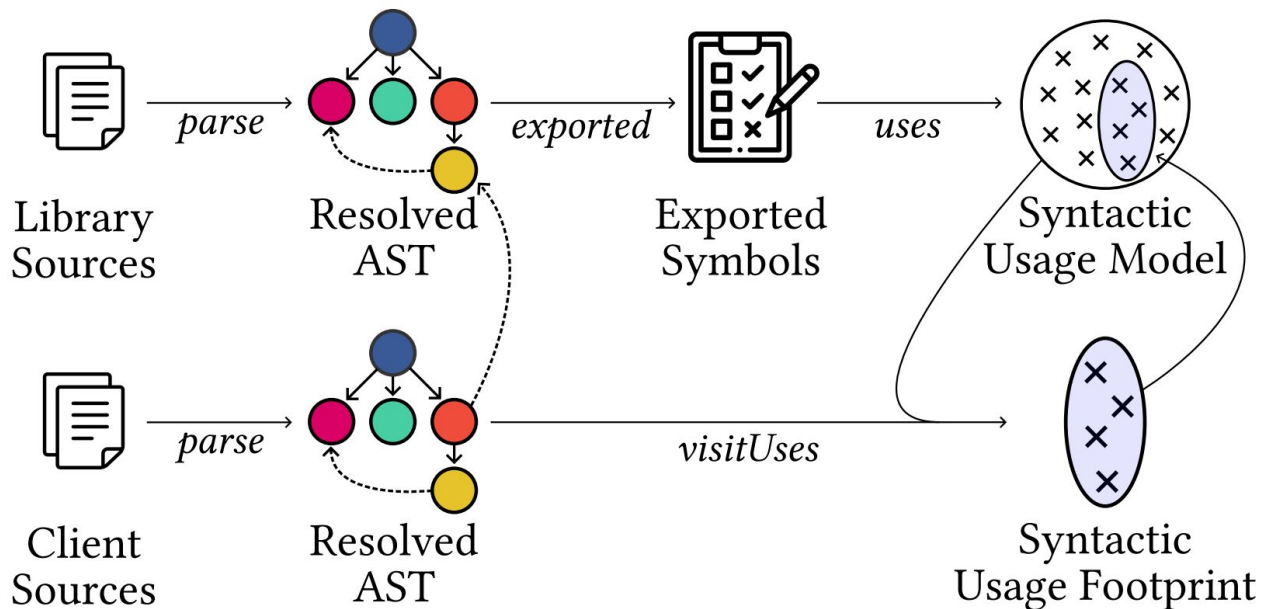 parse
exported
uses
Library
Sources
Resolved
AST
Exported
Symbols
Syntactic
Usage Model
parse
visitUses
Client
Sources
Resolved
AST
Syntactic
Usage Footprint